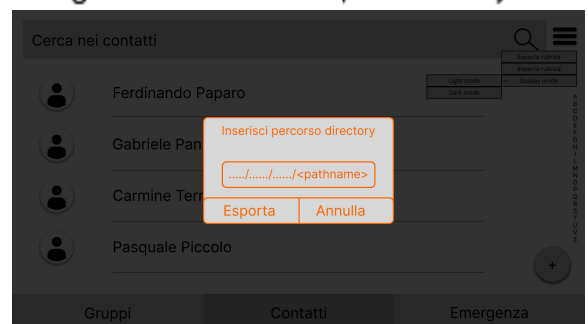 Cerca nei contatti
Esporta rubrica
Importa rubrica
Light mode
Display mode
Dark mode
Ferdinando Paparo
Gabriele Pan
Carmine Terr
Pasquale Piccolo
Inserisci percorso directory
...../....../....../<pathname>
Esporta
Annulla
A
B
C
D
E
F
G
H
I
L
M
N
O
P
Q
R
S
T
U
V
Z
+
Gruppi
Contatti
Emergenza